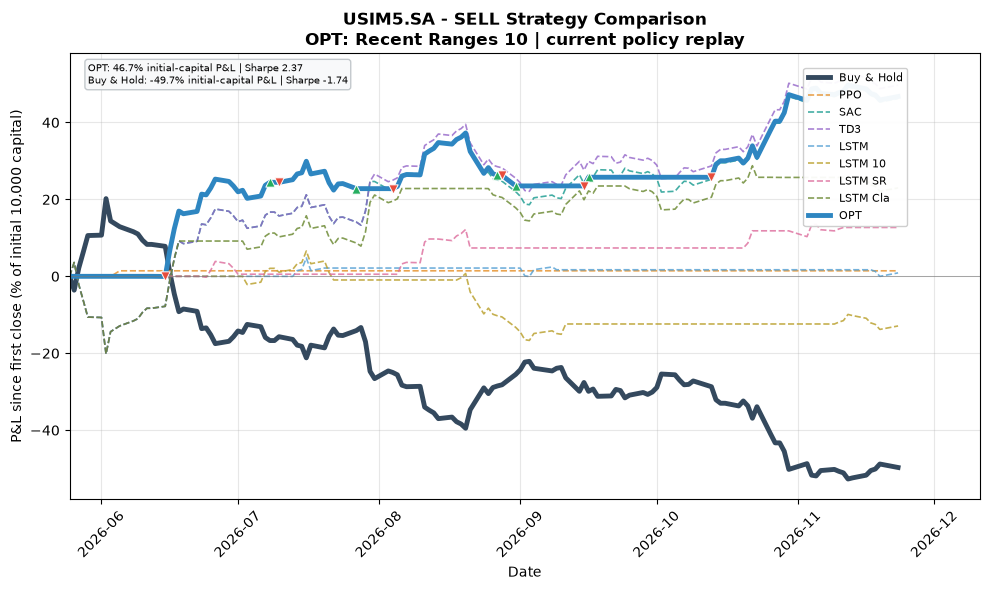 USIM5.SA - SELL Strategy Comparison
OPT: Recent Ranges 10 | current policy replay
OPT: 46.7% initial-capital P&L | Sharpe 2.37
Buy & Hold: -49.7% initial-capital P&L | Sharpe -1.74
Buy & Hold
PPO
SAC
TD3
LSTM
LSTM 10
LSTM SR
LSTM Cla
OPT
P&L since first close (% of initial 10,000 capital)
40
20
0
−20
−40
2026-06
2026-07
2026-08
2026-09
2026-10
2026-11
2026-12
Date